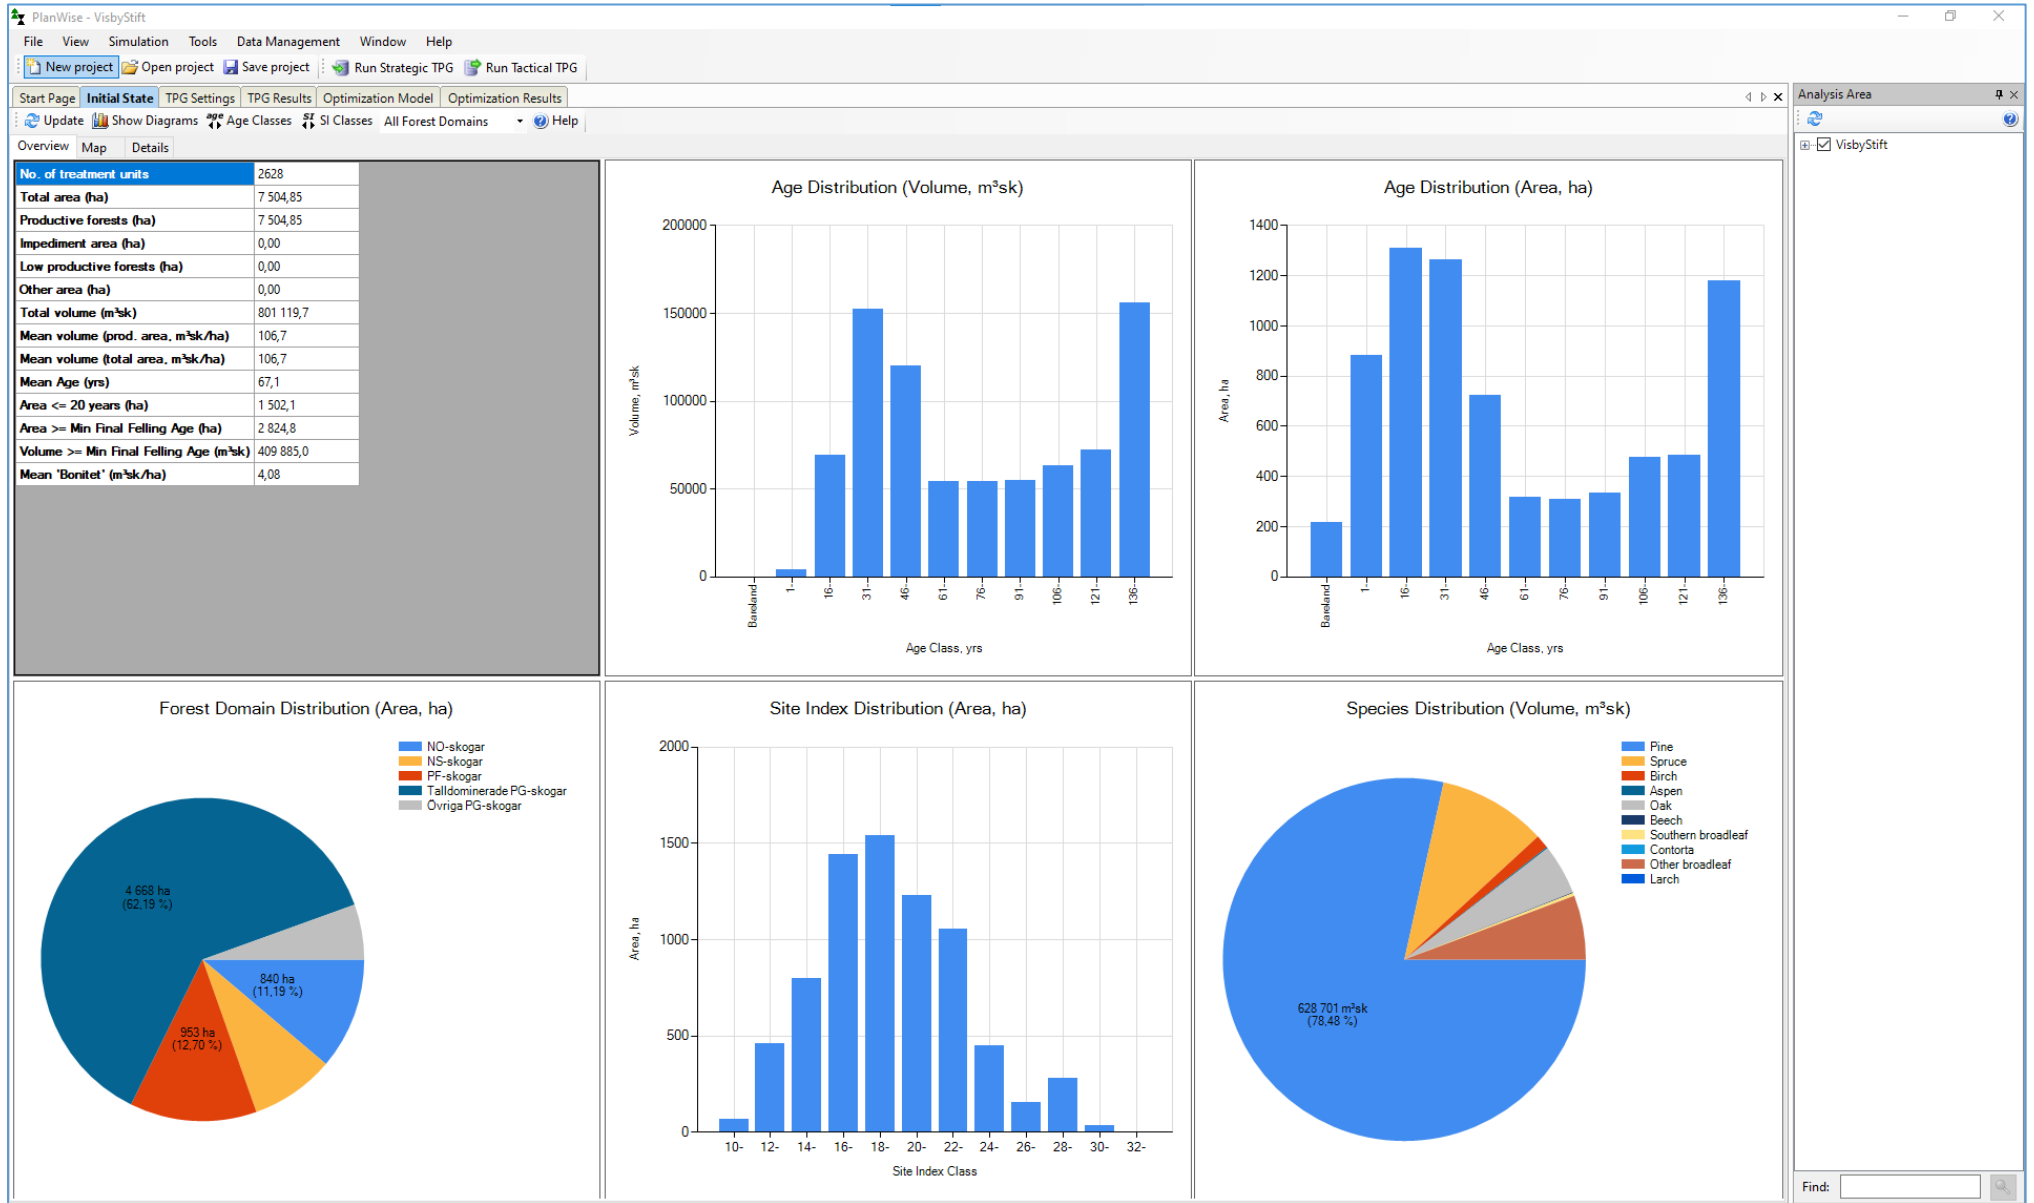 PlanWise - VisbyStift
File View Simulation Tools Data Management Window Help
New project Open project Save project Run Strategic TPG Run Tactical TPG
Start Page Initial State TPG Settings TPG Results Optimization Model Optimization Results
Update Show Diagrams age Age Classes SI SI Classes All Forest Domains Help
Overview Map Details
No. of treatment units 2628
Total area (ha) 7 504,85
Productive forests (ha) 7 504,85
Impediment area (ha) 0,00
Low productive forests (ha) 0,00
Other area (ha) 0,00
Total volume (m³sk) 801 119,7
Mean volume (prod. area, m³sk/ha) 106,7
Mean volume (total area, m³sk/ha) 106,7
Mean Age (yrs) 67,1
Area <= 20 years (ha) 1 502,1
Area >= Min Final Felling Age (ha) 2 824,8
Volume >= Min Final Felling Age (m³sk) 409 885,0
Mean 'Bonitet' (m³sk/ha) 4,08
Age Distribution (Volume, m³sk)
200000
150000
100000
50000
0
Volume, m³sk
Bareland 1- 16- 31- 46- 61- 76- 91- 106- 121- 136-
Age Class, yrs
Age Distribution (Area, ha)
1400
1200
1000
800
600
400
200
0
Area, ha
Bareland 1- 16- 31- 46- 61- 76- 91- 106- 121- 136-
Age Class, yrs
Analysis Area
VisbyStift
Forest Domain Distribution (Area, ha)
NO-skogar
NS-skogar
PF-skogar
Talldominerade PG-skogar
Övriga PG-skogar
4 668 ha
(62,19 %)
840 ha
(11,19 %)
953 ha
(12,70 %)
Site Index Distribution (Area, ha)
2000
1500
1000
500
0
Area, ha
10- 12- 14- 16- 18- 20- 22- 24- 26- 28- 30- 32-
Site Index Class
Species Distribution (Volume, m³sk)
Pine
Spruce
Birch
Aspen
Oak
Beech
Southern broadleaf
Contorta
Other broadleaf
Larch
628 701 m³sk
(78,48 %)
Find: